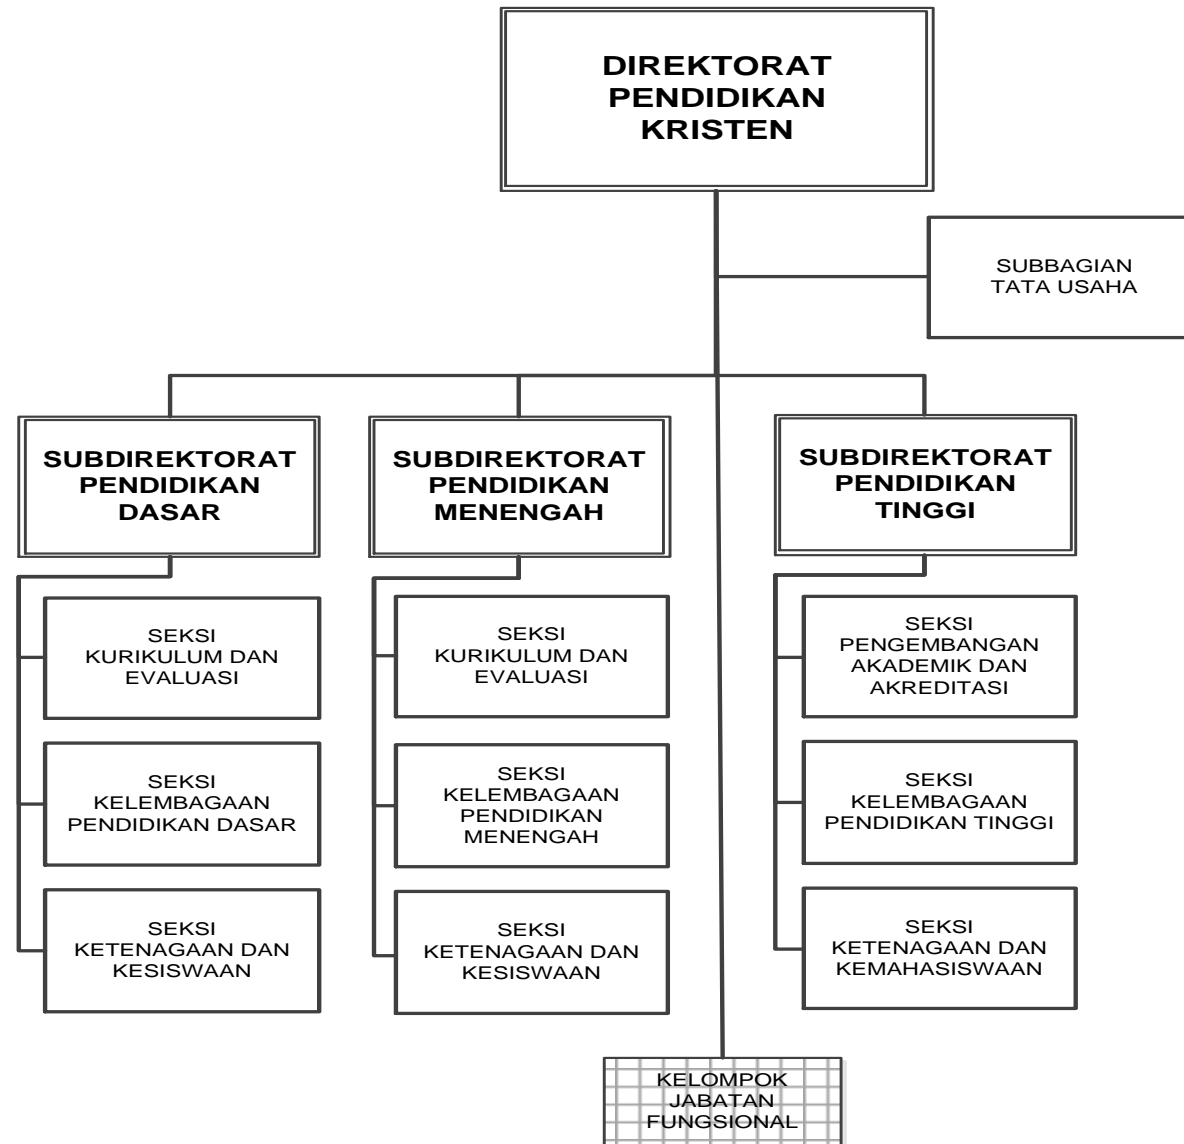 DIREKTORAT
PENDIDIKAN
KRISTEN
SUBBAGIAN
TATA USAHA
SUBDIREKTORAT
PENDIDIKAN
DASAR
SEKSI
KURIKULUM DAN
EVALUASI
SEKSI
KELEMBAGAAN
PENDIDIKAN DASAR
SEKSI
KETENAGAAN DAN
KESISWAAN
SUBDIREKTORAT
PENDIDIKAN
MENENGAH
SEKSI
KURIKULUM DAN
EVALUASI
SEKSI
KELEMBAGAAN
PENDIDIKAN
MENENGAH
SEKSI
KETENAGAAN DAN
KESISWAAN
SUBDIREKTORAT
PENDIDIKAN
TINGGI
SEKSI
PENGEMBANGAN
AKADEMIK DAN
AKREDITASI
SEKSI
KELEMBAGAAN
PENDIDIKAN TINGGI
SEKSI
KETENAGAAN DAN
KEMAHASISWAAN
KELOMPOK
JABATAN
FUNGSIONAL